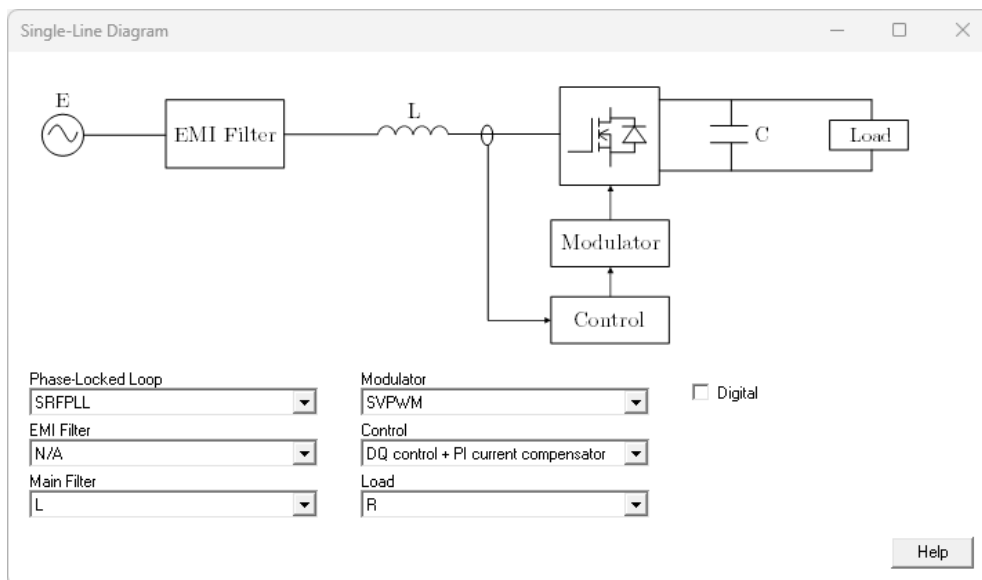 Single-Line Diagram
E
EMI Filter
L
C
Load
Modulator
Control
Phase-Locked Loop
SRFPLL
EMI Filter
N/A
Main Filter
L
Modulator
SVPWM
Control
DQ control + PI current compensator
Load
R
Digital
Help